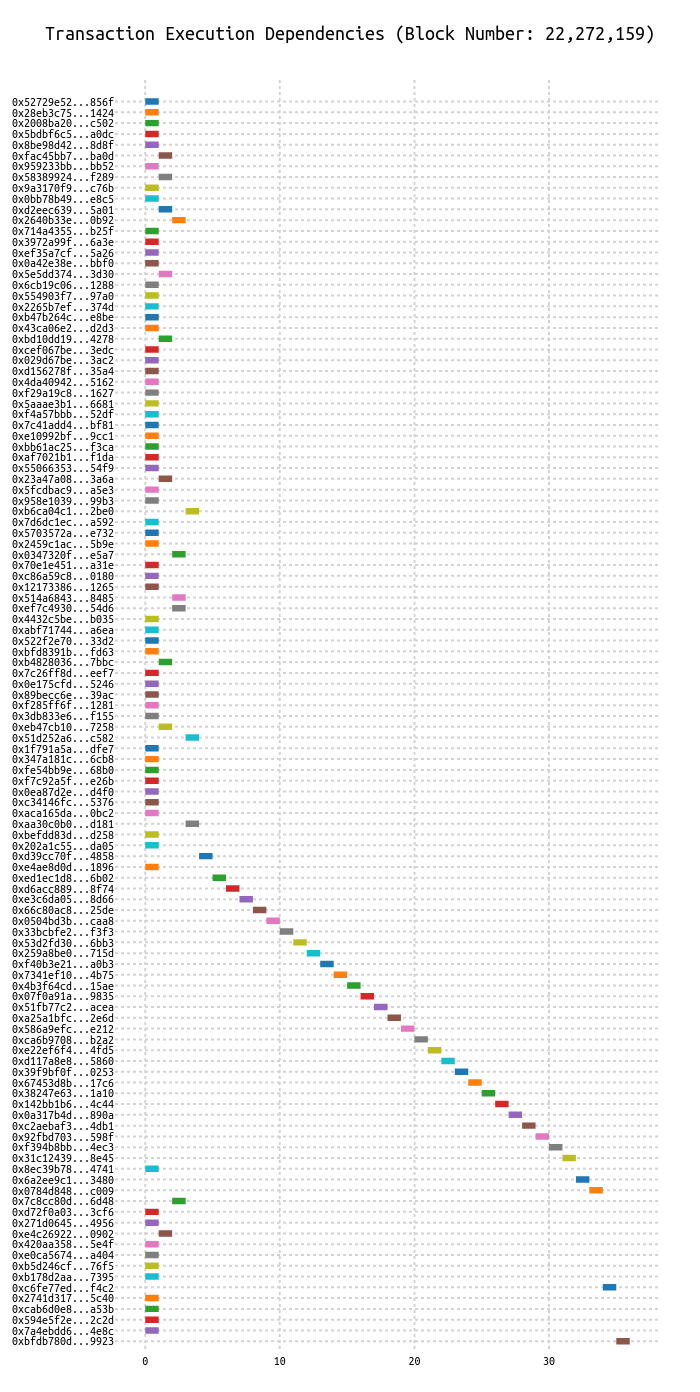 Transaction Execution Dependencies (Block Number: 22,272,159)
0x52729e52...856f
0x28eb3c75...1424
0x2008ba20...c502
0x5bdbf6c5...a0dc
0x8be98d42...8d8f
0xfac45bb7...ba0d
0x959233bb...bb52
0x58389924...f289
0x9a3170f9...c76b
0x0bb78b49...e8c5
0xd2eec639...5a01
0x2640b33e...0b92
0x714a4355...b25f
0x3972a99f...6a3e
0xef35a7cf...5a26
0x0a42e38e...bbf0
0x5e5dd374...3d30
0x6cb19c06...1288
0x554903f7...97a0
0x2265b7ef...374d
0xb47b264c...e8be
0x43ca06e2...d2d3
0xbd10dd19...4278
0xcef067be...3edc
0x029d67be...3ac2
0xd156278f...35a4
0x4da40942...5162
0xf29a19c8...1627
0x5aaae3b1...6681
0xf4a57bbb...52df
0x7c41add4...bf81
0xe10992bf...9cc1
0xbb61ac25...f3ca
0xaf7021b1...f1da
0x55066353...54f9
0x23a47a08...3a6a
0x5fcdbac9...a5e3
0x958e1039...99b3
0xb6ca04c1...2be0
0x7d6dc1ec...a592
0x5703572a...e732
0x2459c1ac...5b9e
0x0347320f...e5a7
0x70e1e451...a31e
0xc86a59c8...0180
0x12173386...1265
0x514a6843...8485
0xef7c4930...54d6
0x4432c5be...b035
0xabf71744...a6ea
0x522f2e70...33d2
0xbfd8391b...fd63
0xb4828036...7bbc
0x7c26ff8d...eef7
0x0e175cfd...5246
0x89becc6e...39ac
0xf285ff6f...1281
0x3db833e6...f155
0xeb47cb10...7258
0x51d252a6...c582
0x1f791a5a...dfe7
0x347a181c...6cb8
0xfe54bb9e...68b0
0xf7c92a5f...e26b
0x0ea87d2e...d4f0
0xc34146fc...5376
0xaca165da...0bc2
0xaa30c0b0...d181
0xbefdd83d...d258
0x202a1c55...da05
0xd39cc70f...4858
0xe4ae8d0d...1896
0xed1ec1d8...6b02
0xd6acc889...8f74
0xe3c6da05...8d66
0x66c80ac8...25de
0x0504bd3b...caa8
0x33bcbfe2...f3f3
0x53d2fd30...6bb3
0x259a8be0...715d
0xf40b3e21...a0b3
0x7341ef10...4b75
0x4b3f64cd...15ae
0x07f0a91a...9835
0x51fb77c2...acea
0xa25a1bfc...2e6d
0x586a9efc...e212
0xca6b9708...b2a2
0xe22ef6f4...4fd5
0xd117a8e8...5860
0x39f9bf0f...0253
0x67453d8b...17c6
0x38247e63...1a10
0x142bb1b6...4c44
0x0a317b4d...890a
0xc2aebaf3...4db1
0x92fbd703...598f
0xf394b8bb...4ec3
0x31c12439...8e45
0x8ec39b78...4741
0x6a2ee9c1...3480
0x0784d848...c009
0x7c8cc80d...6d48
0xd72f0a03...3cf6
0x271d0645...4956
0xe4c26922...0902
0x420aa358...5e4f
0xe0ca5674...a404
0xb5d246cf...76f5
0xb178d2aa...7395
0xc6fe77ed...f4c2
0x2741d317...5c40
0xcab6d0e8...a53b
0x594e5f2e...2c2d
0x7a4ebdd6...4e8c
0xbfdb780d...9923
0 10 20 30